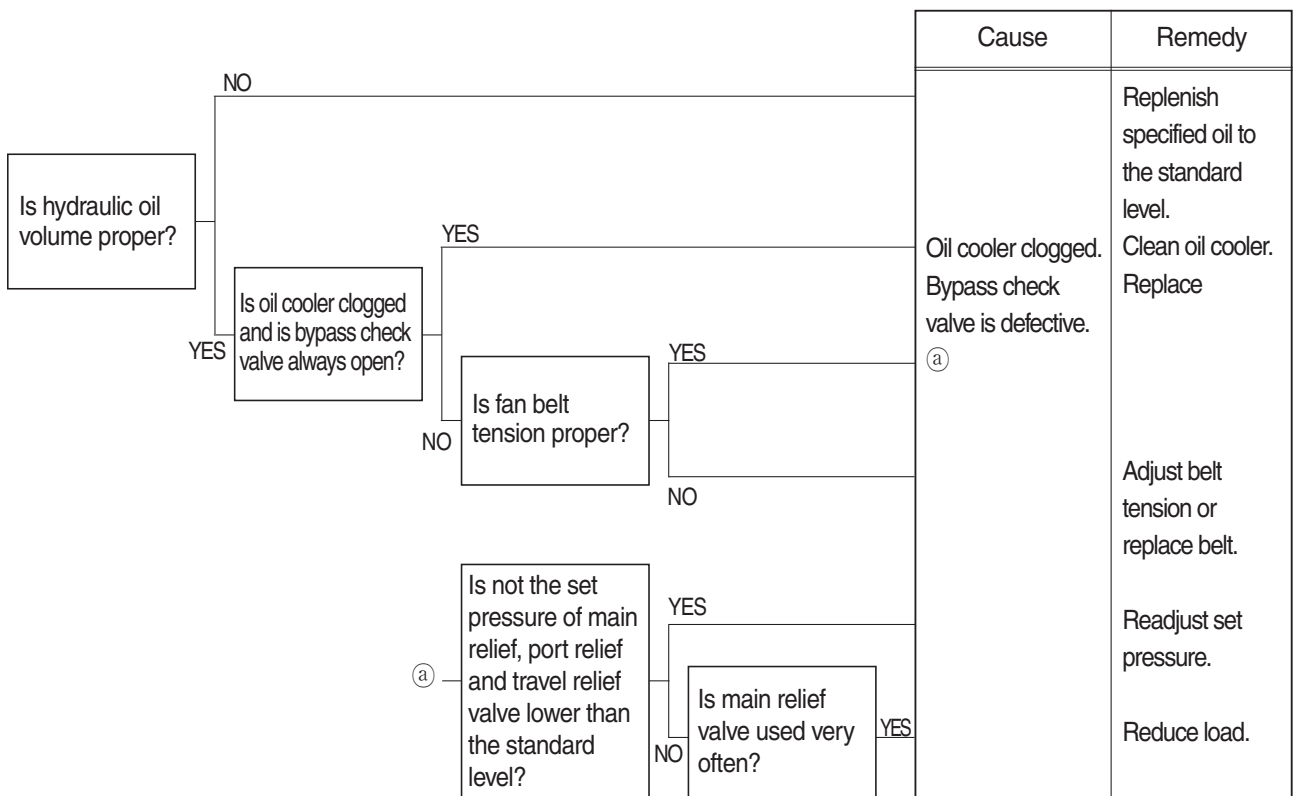 Cause
Remedy
NO
Replenish
specified oil to
the standard
level.
Is hydraulic oil
volume proper?
YES
YES
Oil cooler clogged.
Clean oil cooler.
Bypass check
Replace
valve is defective.
Is oil cooler clogged
and is bypass check
valve always open?
YES
ⓐ
NO
Is fan belt
tension proper?
NO
Adjust belt
tension or
replace belt.
ⓐ
Is not the set
pressure of main
relief, port relief
and travel relief
valve lower than
the standard
level?
YES
Readjust set
pressure.
NO
Is main relief
valve used very
often?
YES
Reduce load.